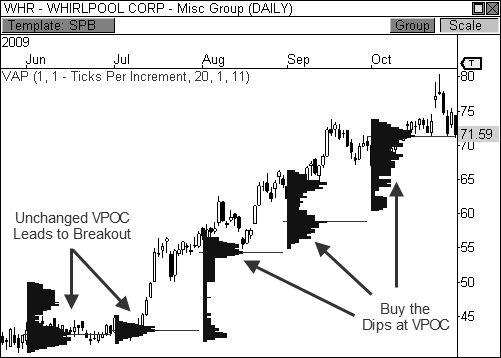 WHR - WHIRLPOOL CORP - Misc Group (DAILY)
Template: SPB
Group
Scale
2009
Jun
Jul
Aug
Sep
Oct
VAP (1, 1 - Ticks Per Increment, 20, 1, 11)
T
80
75
71.59
65
60
55
50
45
Unchanged VPOC
Leads to Breakout
Buy the
Dips at VPOC